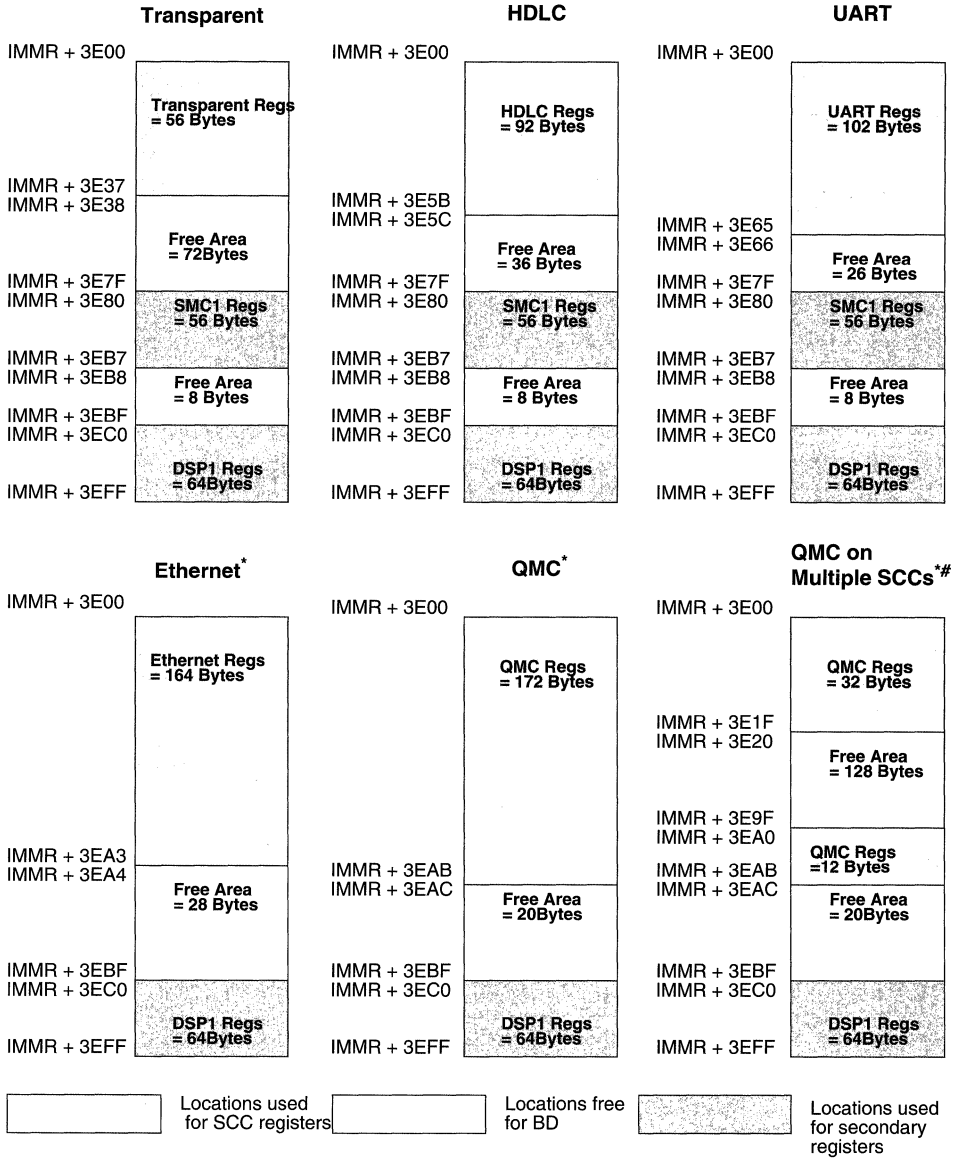 Transparent
IMMR + 3E00
Transparent Regs
= 56 Bytes
IMMR + 3E37
IMMR + 3E38
Free Area
= 72Bytes
IMMR + 3E7F
IMMR + 3E80
SMC1 Regs
= 56 Bytes
IMMR + 3EB7
IMMR + 3EB8
Free Area
= 8 Bytes
IMMR + 3EBF
IMMR + 3EC0
DSP1 Regs
= 64Bytes
IMMR + 3EFF
HDLC
IMMR + 3E00
HDLC Regs
= 92 Bytes
IMMR + 3E5B
IMMR + 3E5C
Free Area
= 36 Bytes
IMMR + 3E7F
IMMR + 3E80
SMC1 Regs
= 56 Bytes
IMMR + 3EB7
IMMR + 3EB8
Free Area
= 8 Bytes
IMMR + 3EBF
IMMR + 3EC0
DSP1 Regs
= 64Bytes
IMMR + 3EFF
UART
IMMR + 3E00
UART Regs
= 102 Bytes
IMMR + 3E65
IMMR + 3E66
Free Area
= 26 Bytes
IMMR + 3E7F
IMMR + 3E80
SMC1 Regs
= 56 Bytes
IMMR + 3EB7
IMMR + 3EB8
Free Area
= 8 Bytes
IMMR + 3EBF
IMMR + 3EC0
DSP1 Regs
= 64Bytes
IMMR + 3EFF
Ethernet*
IMMR + 3E00
Ethernet Regs
= 164 Bytes
IMMR + 3EA3
IMMR + 3EA4
Free Area
= 28 Bytes
IMMR + 3EBF
IMMR + 3EC0
DSP1 Regs
= 64Bytes
IMMR + 3EFF
QMC*
IMMR + 3E00
QMC Regs
= 172 Bytes
IMMR + 3EAB
IMMR + 3EAC
Free Area
= 20Bytes
IMMR + 3EBF
IMMR + 3EC0
DSP1 Regs
= 64Bytes
IMMR + 3EFF
QMC on
Multiple SCCs*#
IMMR + 3E00
QMC Regs
= 32 Bytes
IMMR + 3E1F
IMMR + 3E20
Free Area
= 128 Bytes
IMMR + 3E9F
IMMR + 3EA0
QMC Regs
=12 Bytes
IMMR + 3EAB
IMMR + 3EAC
Free Area
= 20Bytes
IMMR + 3EBF
IMMR + 3EC0
DSP1 Regs
= 64Bytes
IMMR + 3EFF
Locations used
for SCC registers
Locations free
for BD
Locations used
for secondary
registers